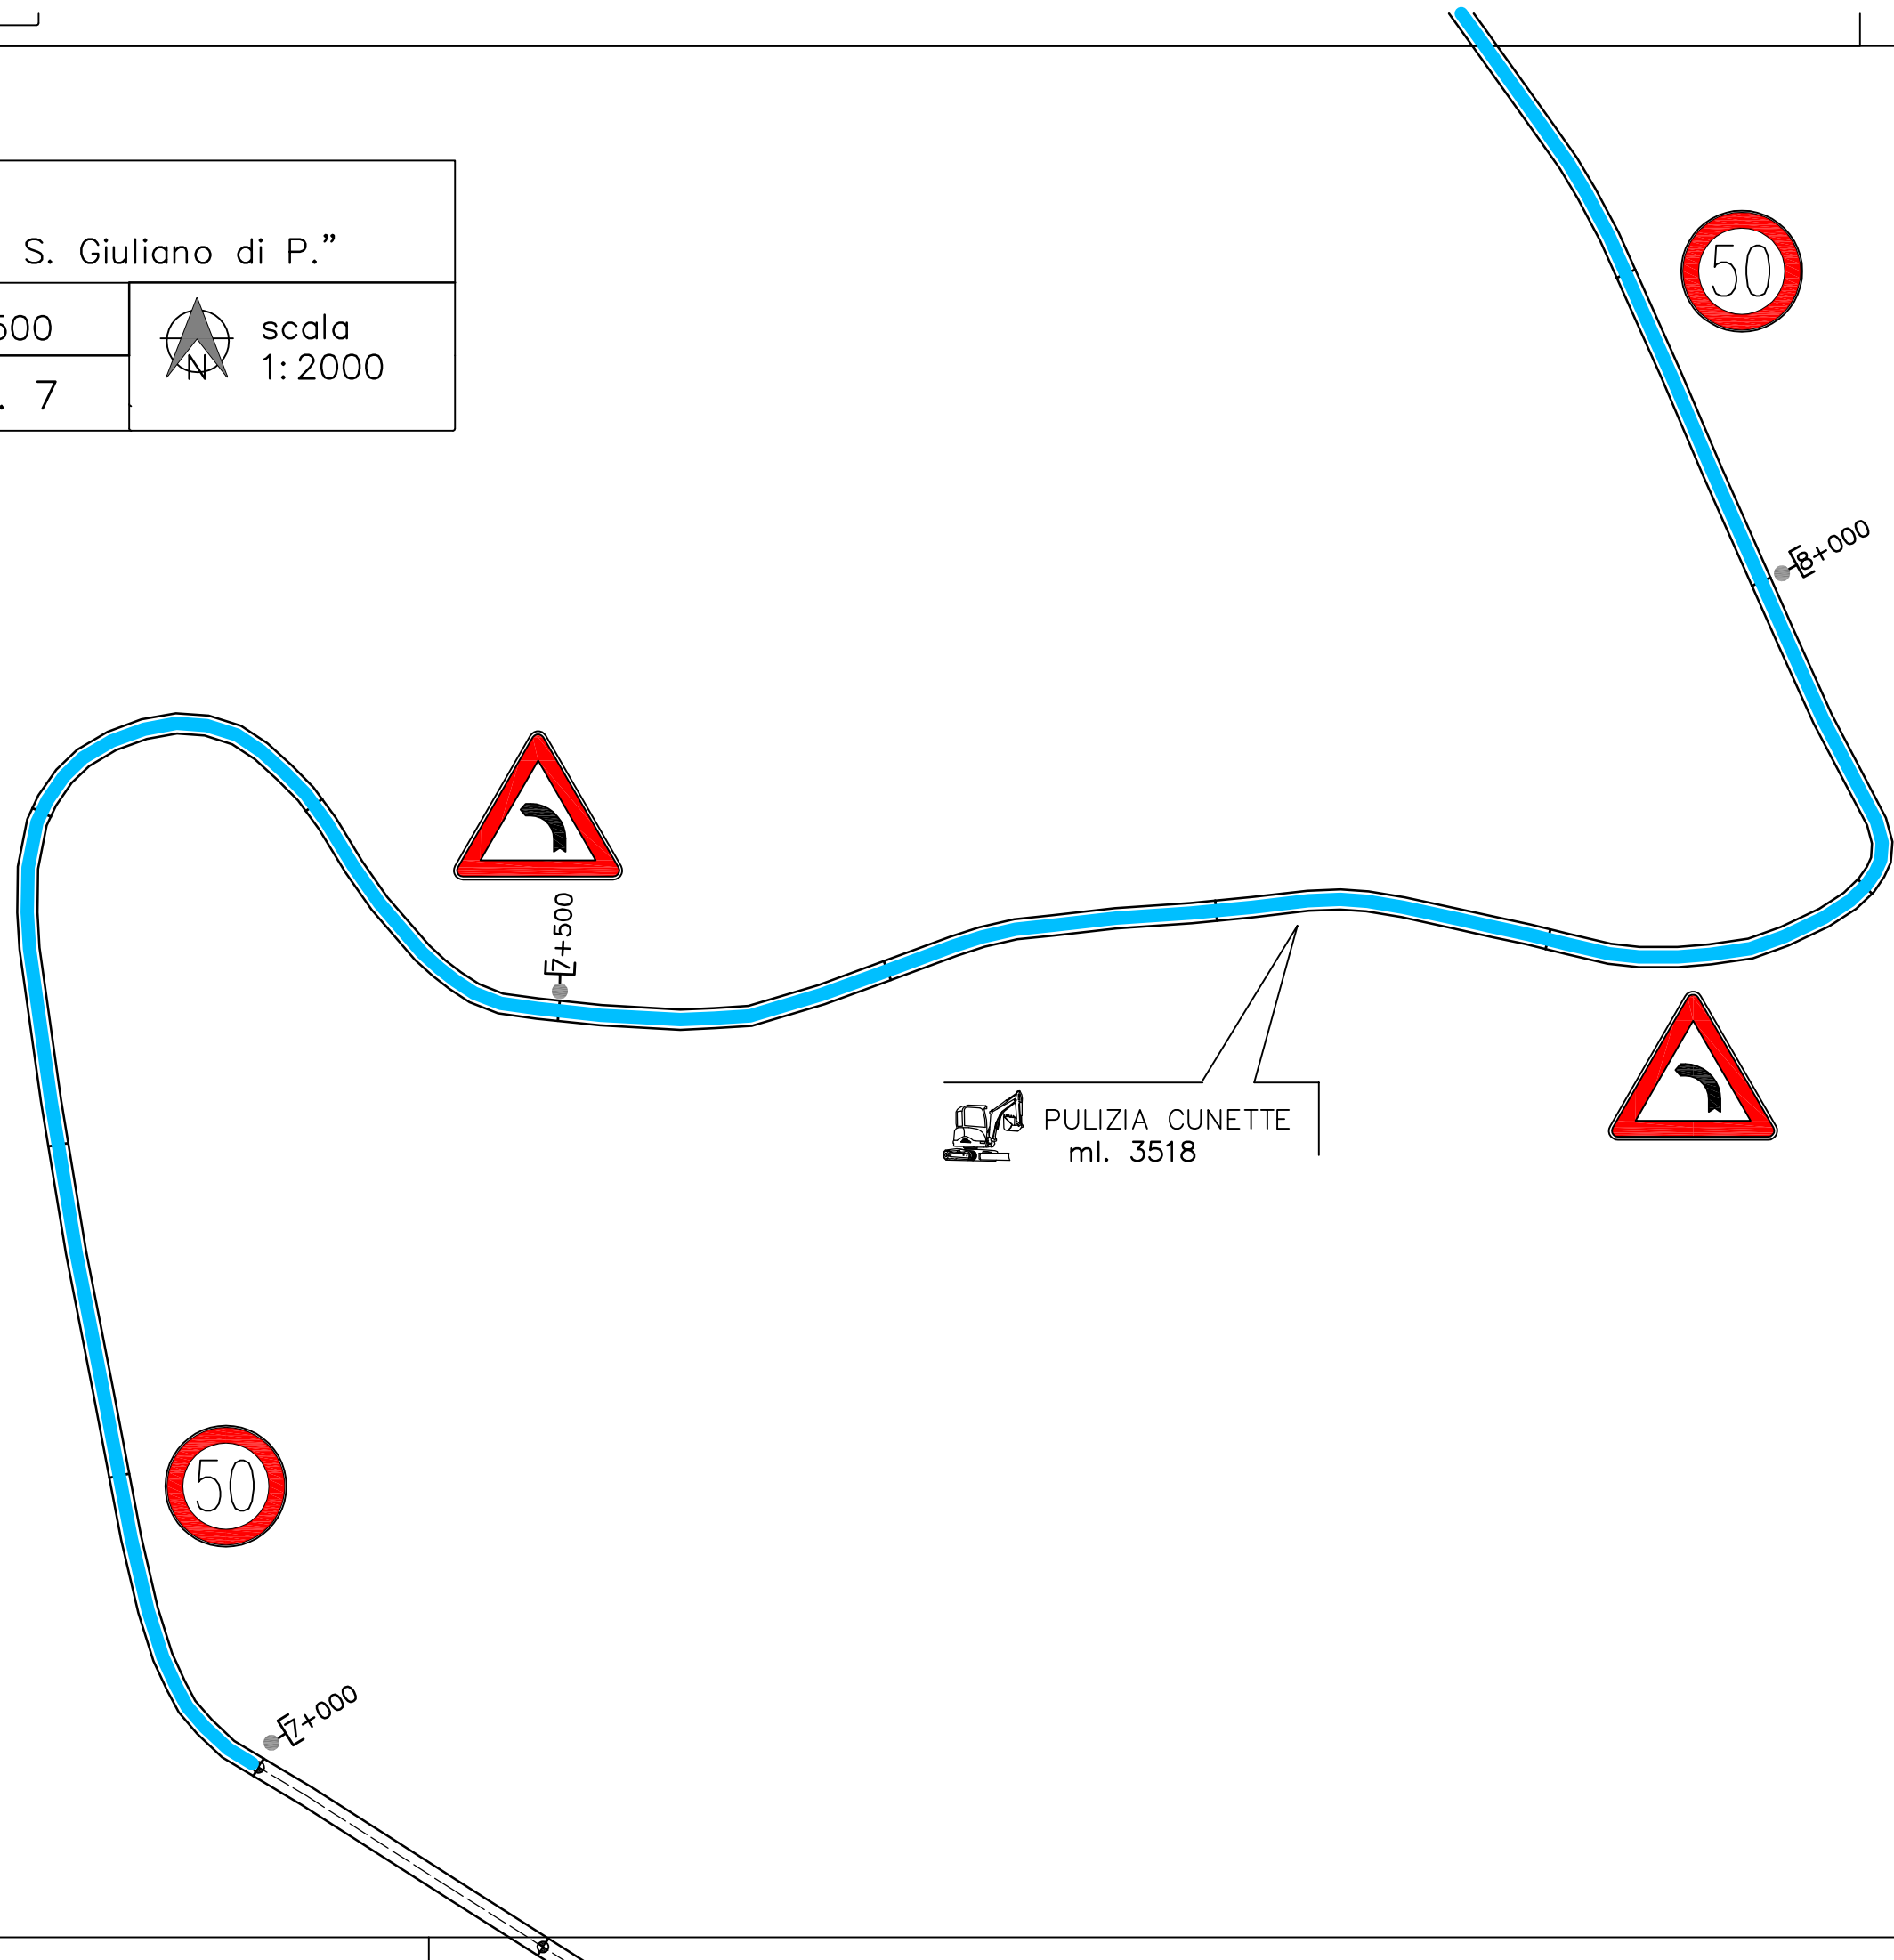 S. Giuliano di P.”
500
scala
1:2000
N
. 7
50
8+000
7+500
PULIZIA CUNETTE
ml. 3518
50
7+000